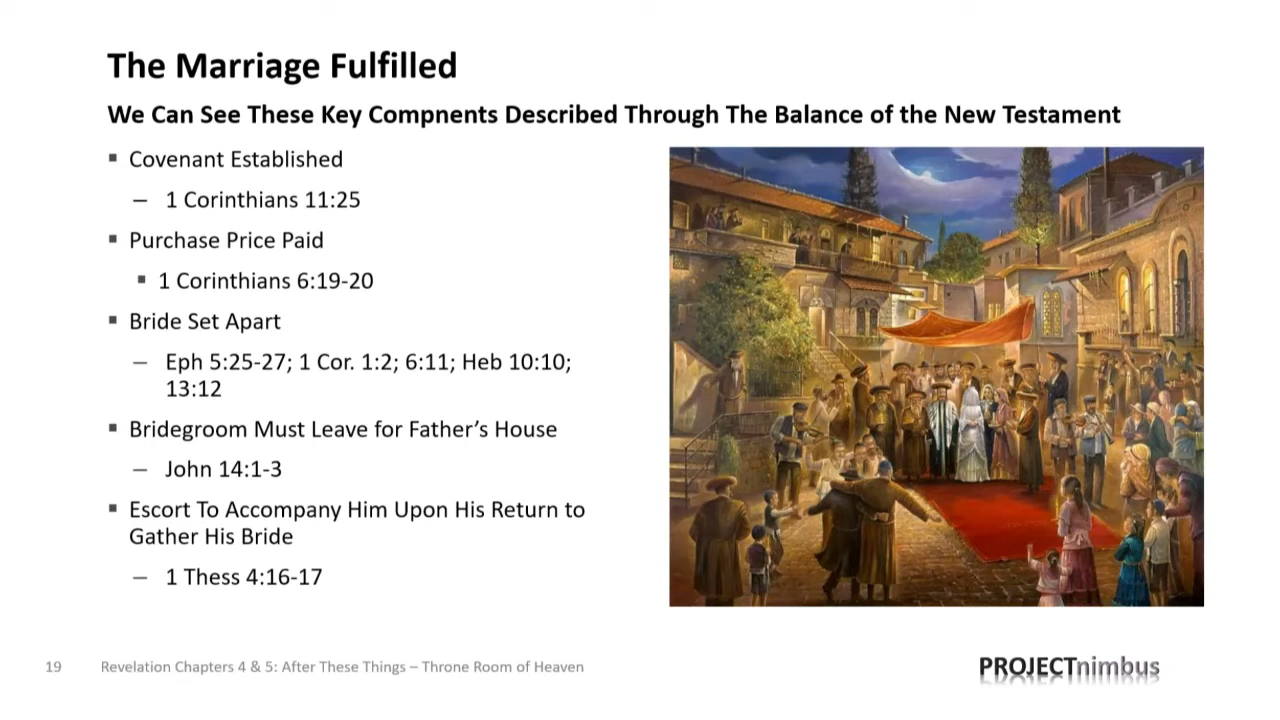 The Marriage Fulfilled
We Can See These Key Compnents Described Through The Balance of the New Testament
▪ Covenant Established
– 1 Corinthians 11:25
▪ Purchase Price Paid
▪ 1 Corinthians 6:19-20
▪ Bride Set Apart
– Eph 5:25-27; 1 Cor. 1:2; 6:11; Heb 10:10;
13:12
▪ Bridegroom Must Leave for Father’s House
– John 14:1-3
▪ Escort To Accompany Him Upon His Return to
Gather His Bride
– 1 Thess 4:16-17
19 Revelation Chapters 4 & 5: After These Things – Throne Room of Heaven
PROJECTnimbus